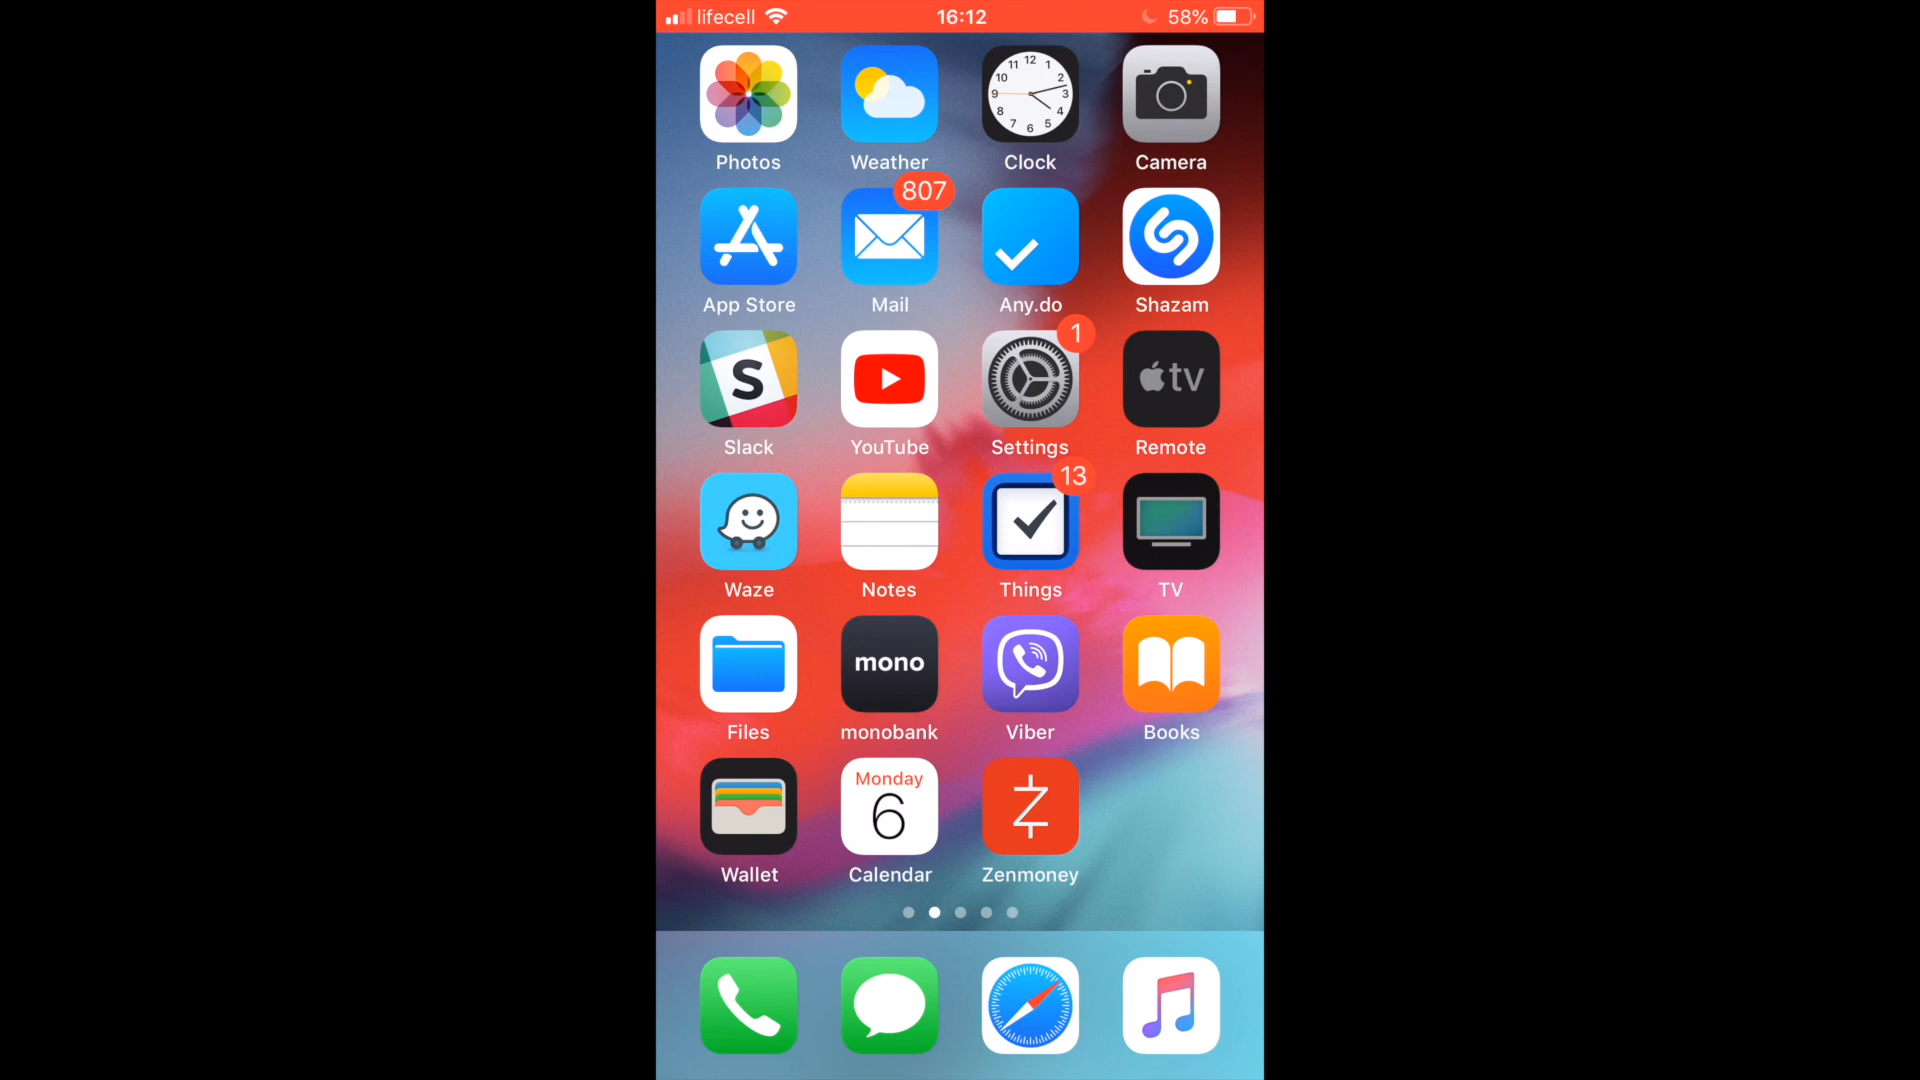 lifecell 16:12 58%
12
11 1
10 2
9 3
8 4
7 5
6
Photos Weather Clock Camera
807
App Store Mail Any.do Shazam
S
1
tv
Slack YouTube Settings Remote
13
Waze Notes Things TV
mono
Files monobank Viber Books
Monday
6
Wallet Calendar Zenmoney